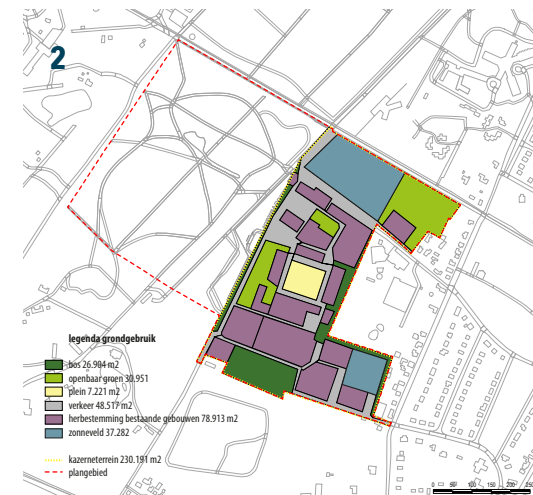 2
legenda grondgebruik
bos 26.904 m2
openbaar groen 30.951
plein 7.221 m2
verkeer 48.517 m2
herbestemming bestaande gebouwen 78.913 m2
zonneveld 37.282
kazerneterrein 230.191 m2
plangebied
0 50 100 150 200 250